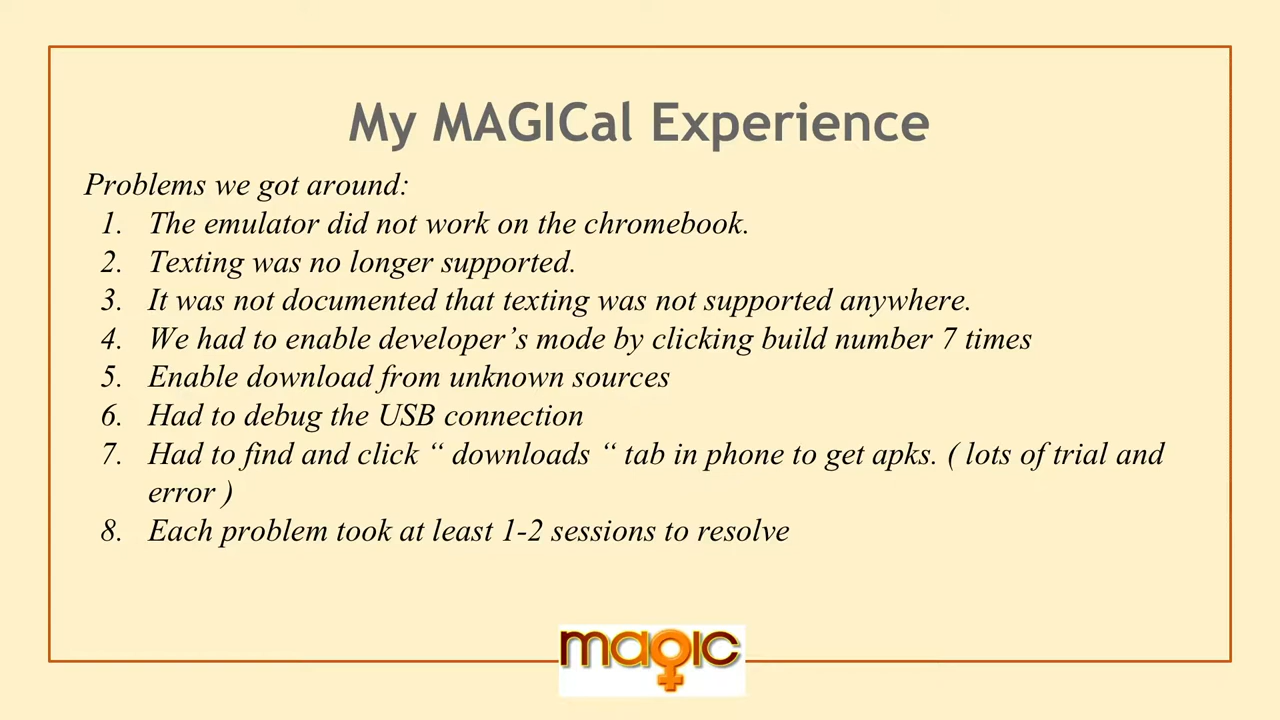 My MAGICal Experience
Problems we got around:
1. The emulator did not work on the chromebook.
2. Texting was no longer supported.
3. It was not documented that texting was not supported anywhere.
4. We had to enable developer’s mode by clicking build number 7 times
5. Enable download from unknown sources
6. Had to debug the USB connection
7. Had to find and click “ downloads “ tab in phone to get apks. ( lots of trial and
error )
8. Each problem took at least 1-2 sessions to resolve
magic